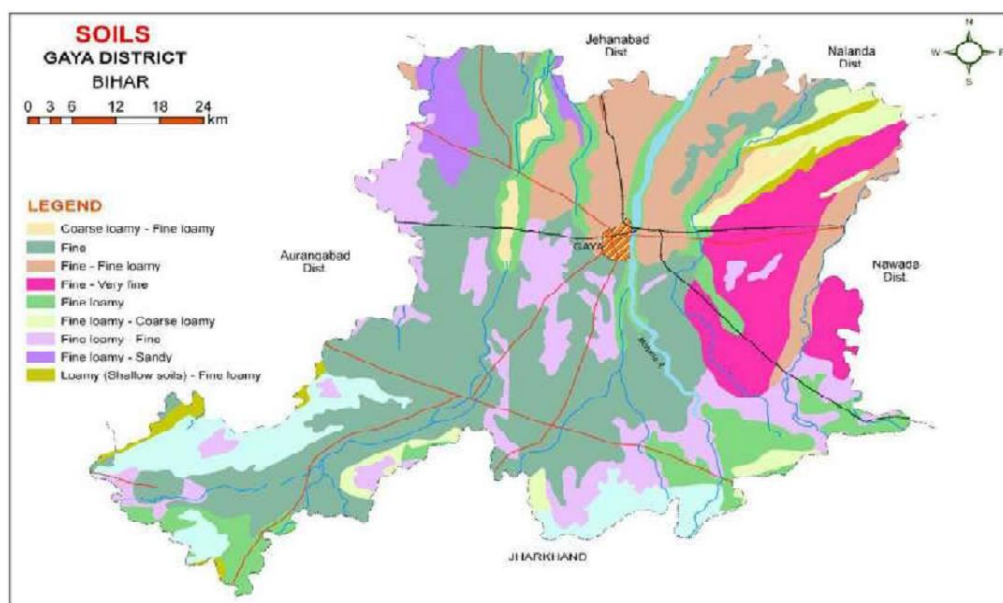 SOILS
GAYA DISTRICT
BIHAR
0 3 6 12 18 24
km
Jehanabad
Dist.
Nalanda
Dist.
N
W E
S
LEGEND
Coarse loamy - Fine loamy
Fine
Fine - Fine loamy
Fine - Very fine
Fine loamy
Fine loamy - Coarse loamy
Fine loamy - Fine
Fine loamy - Sandy
Loamy (Shallow soils) - Fine loamy
Aurangabad
Dist.
GAYA
Nawada
Dist.
JHARKHAND